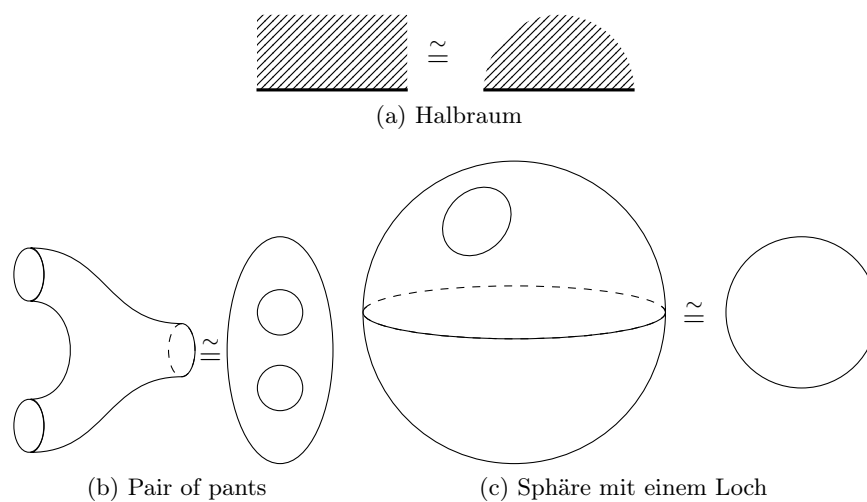 ≅
(a) Halbraum
≅
≅
(b) Pair of pants
(c) Sphäre mit einem Loch